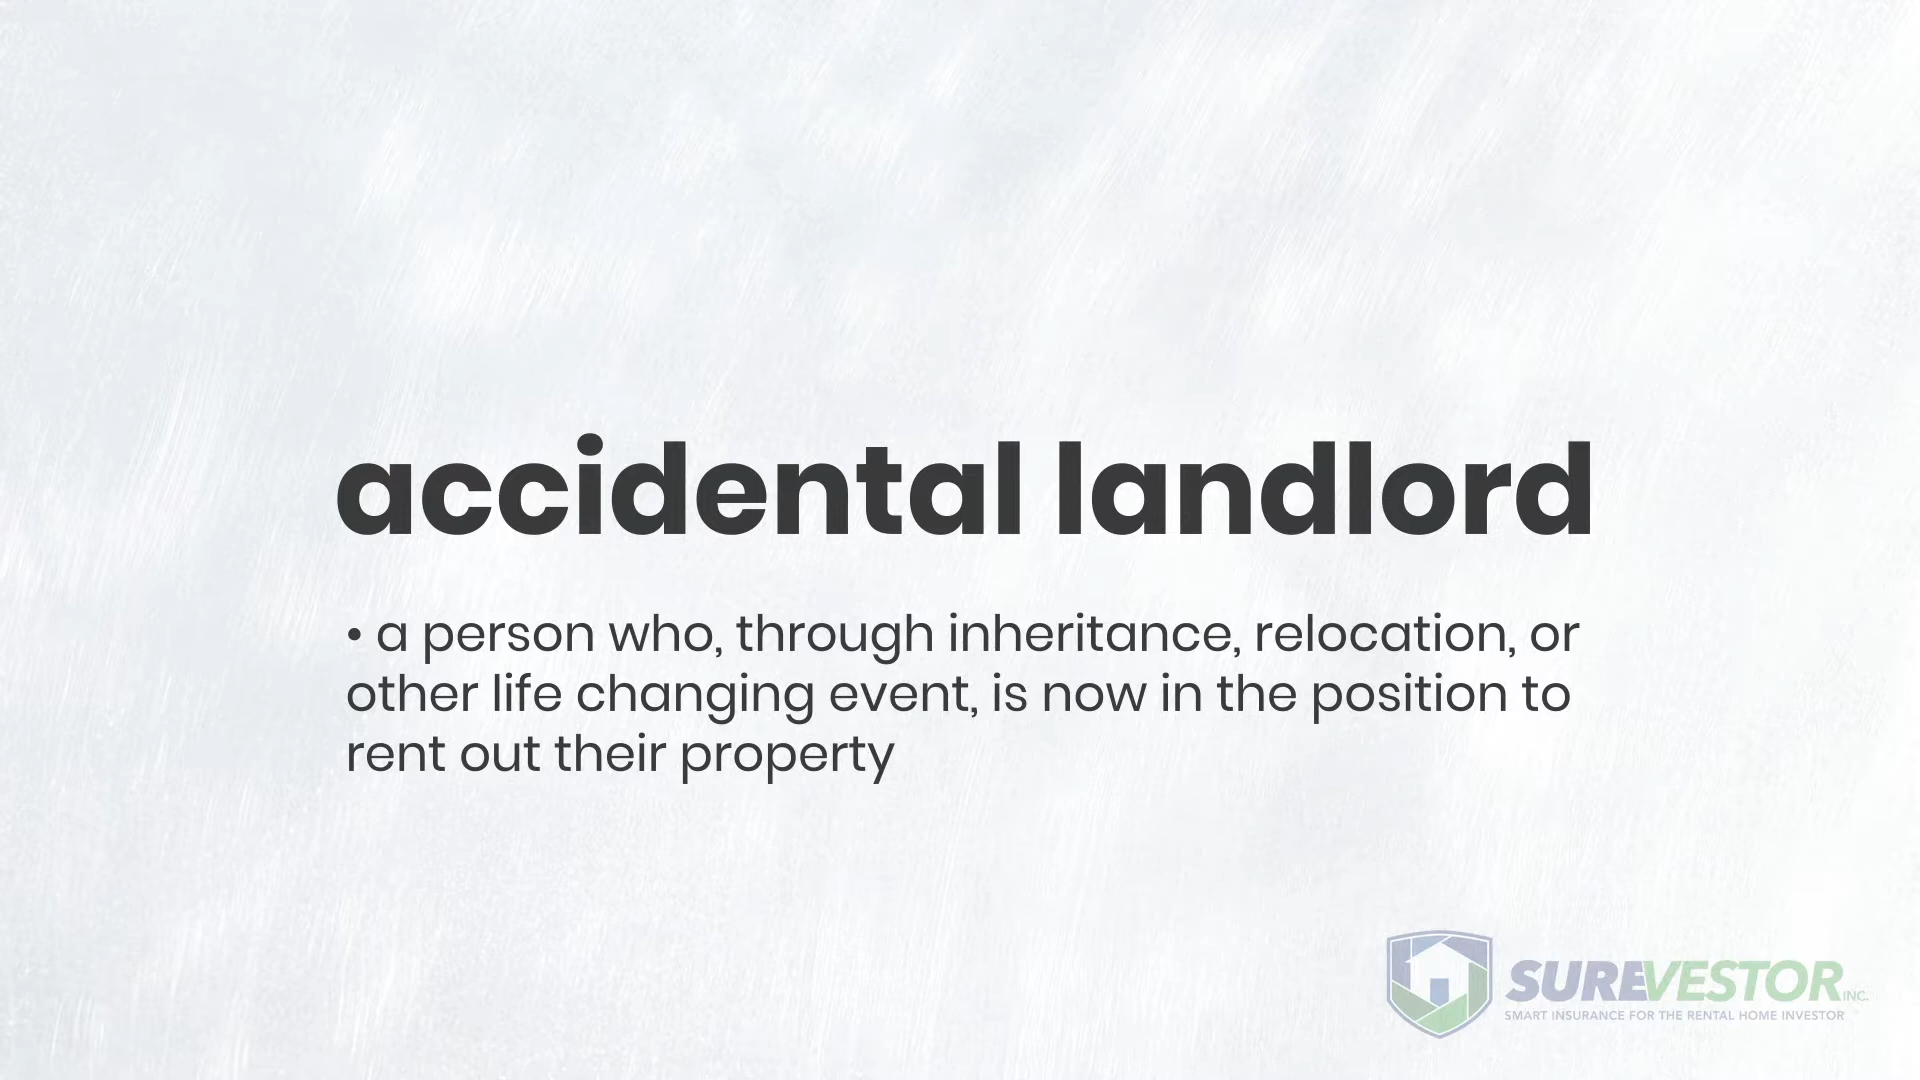 accidental landlord
• a person who, through inheritance, relocation, or
other life changing event, is now in the position to
rent out their property
SUREVESTOR INC.
SMART INSURANCE FOR THE RENTAL HOME INVESTOR